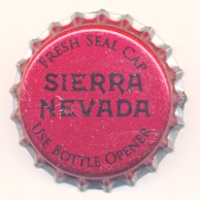 FRESH SEAL CAP
SIERRA
NEVADA
USE BOTTLE OPENER